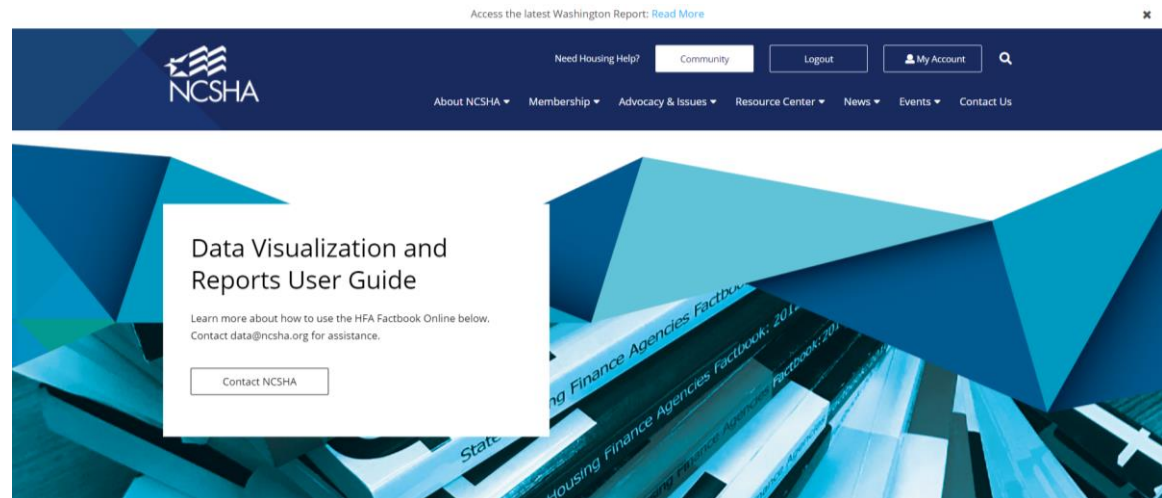 Access the latest Washington Report: Read More
Need Housing Help?
Community
Logout
My Account
NCSHA
About NCSHA
Membership
Advocacy & Issues
Resource Center
News
Events
Contact Us
Data Visualization and
Reports User Guide
Learn more about how to use the HFA Factbook Online below.
Contact data@ncsha.org for assistance.
Contact NCSHA
State
ng Finance Agencies Factbook
Housing Finance Agencies Factbook: 201
Factbook: 201